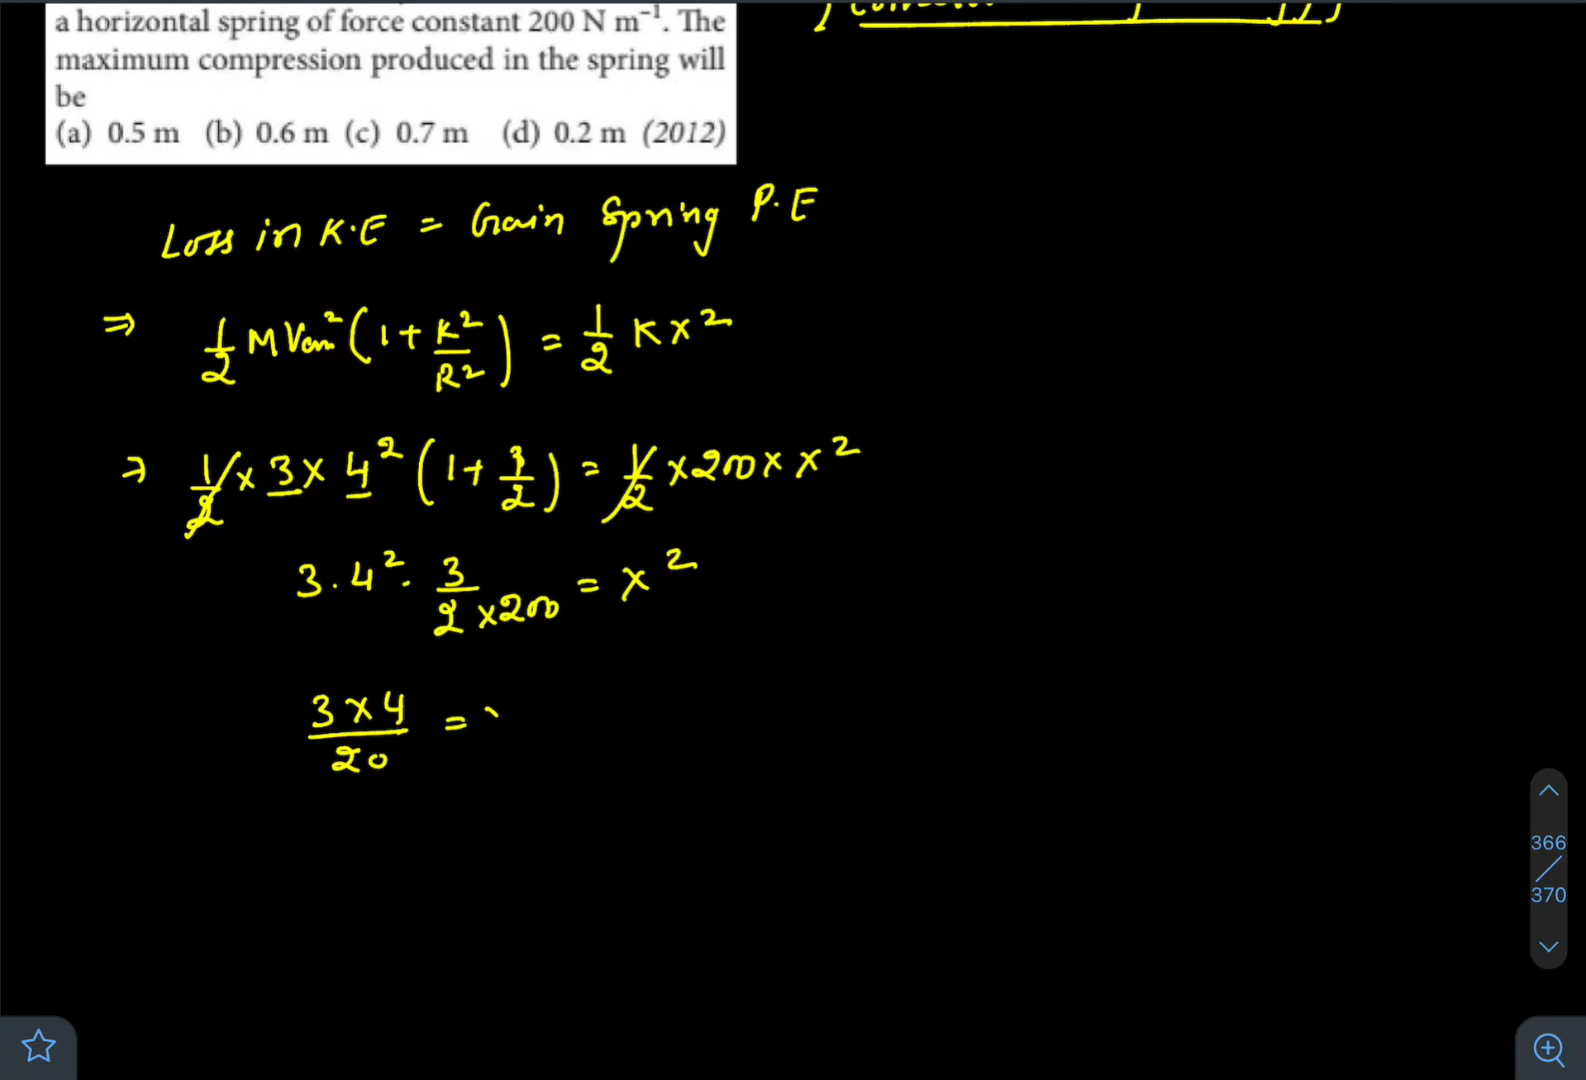 a horizontal spring of force constant 200 N m⁻¹. The
maximum compression produced in the spring will
be
(a) 0.5 m (b) 0.6 m (c) 0.7 m (d) 0.2 m (2012)
Loss in K.E = Gain Spring P.E
⇒ 1/2 M Vcm² (1 + K²/R²) = 1/2 K x²
⇒ 1/2 × 3 × 4² (1 + 1/2) = 1/2 × 200 × x²
3 . 4² . 3/2 × 200 = x²
3 × 4 / 20 =
366
370